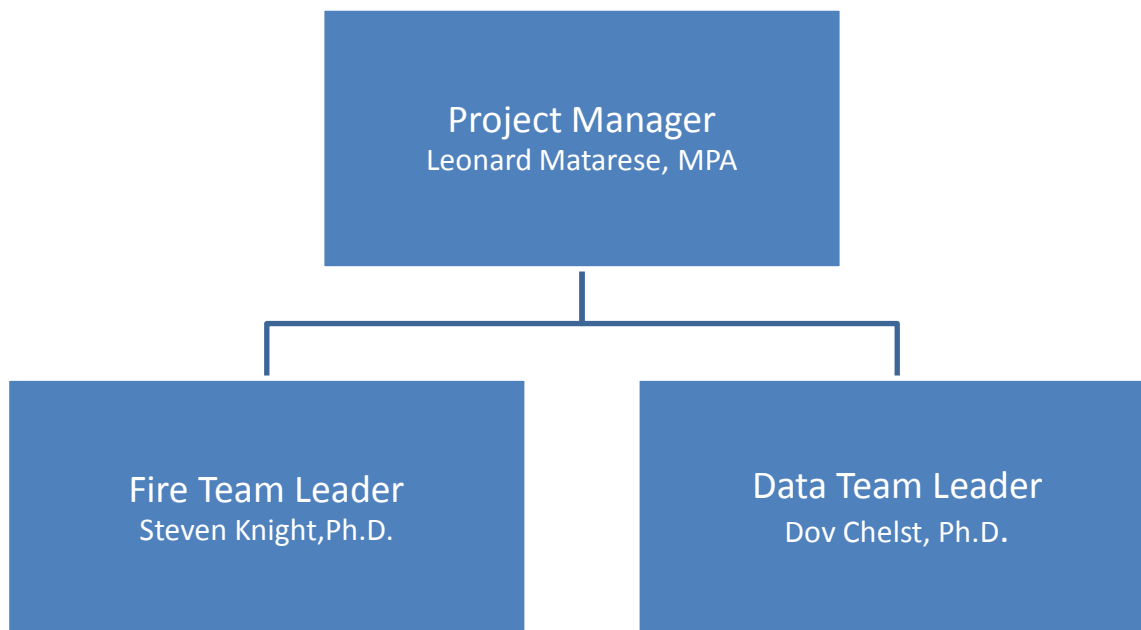 Project Manager
Leonard Matarese, MPA
Fire Team Leader
Steven Knight,Ph.D.
Data Team Leader
Dov Chelst, Ph.D.